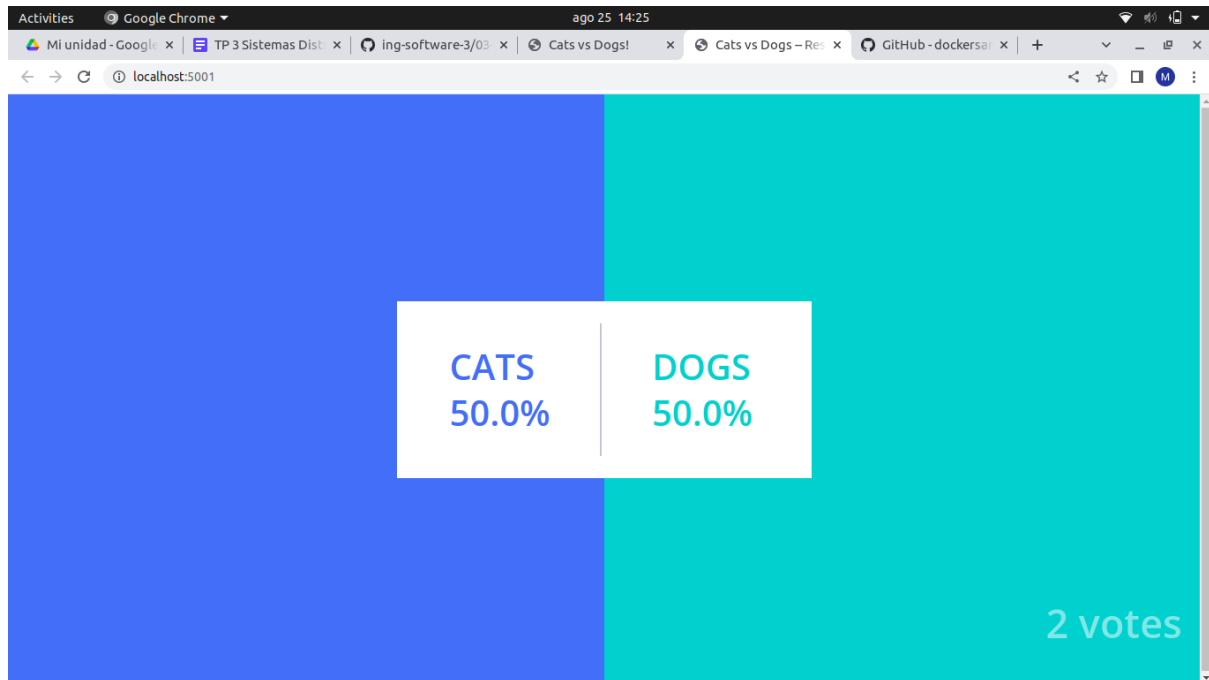 Activities Google Chrome ago 25 14:25
Mi unidad - Google TP 3 Sistemas Dist ing-software-3/03- Cats vs Dogs! Cats vs Dogs – Res GitHub - dockersa
localhost:5001 M
CATS DOGS
50.0% 50.0%
2 votes